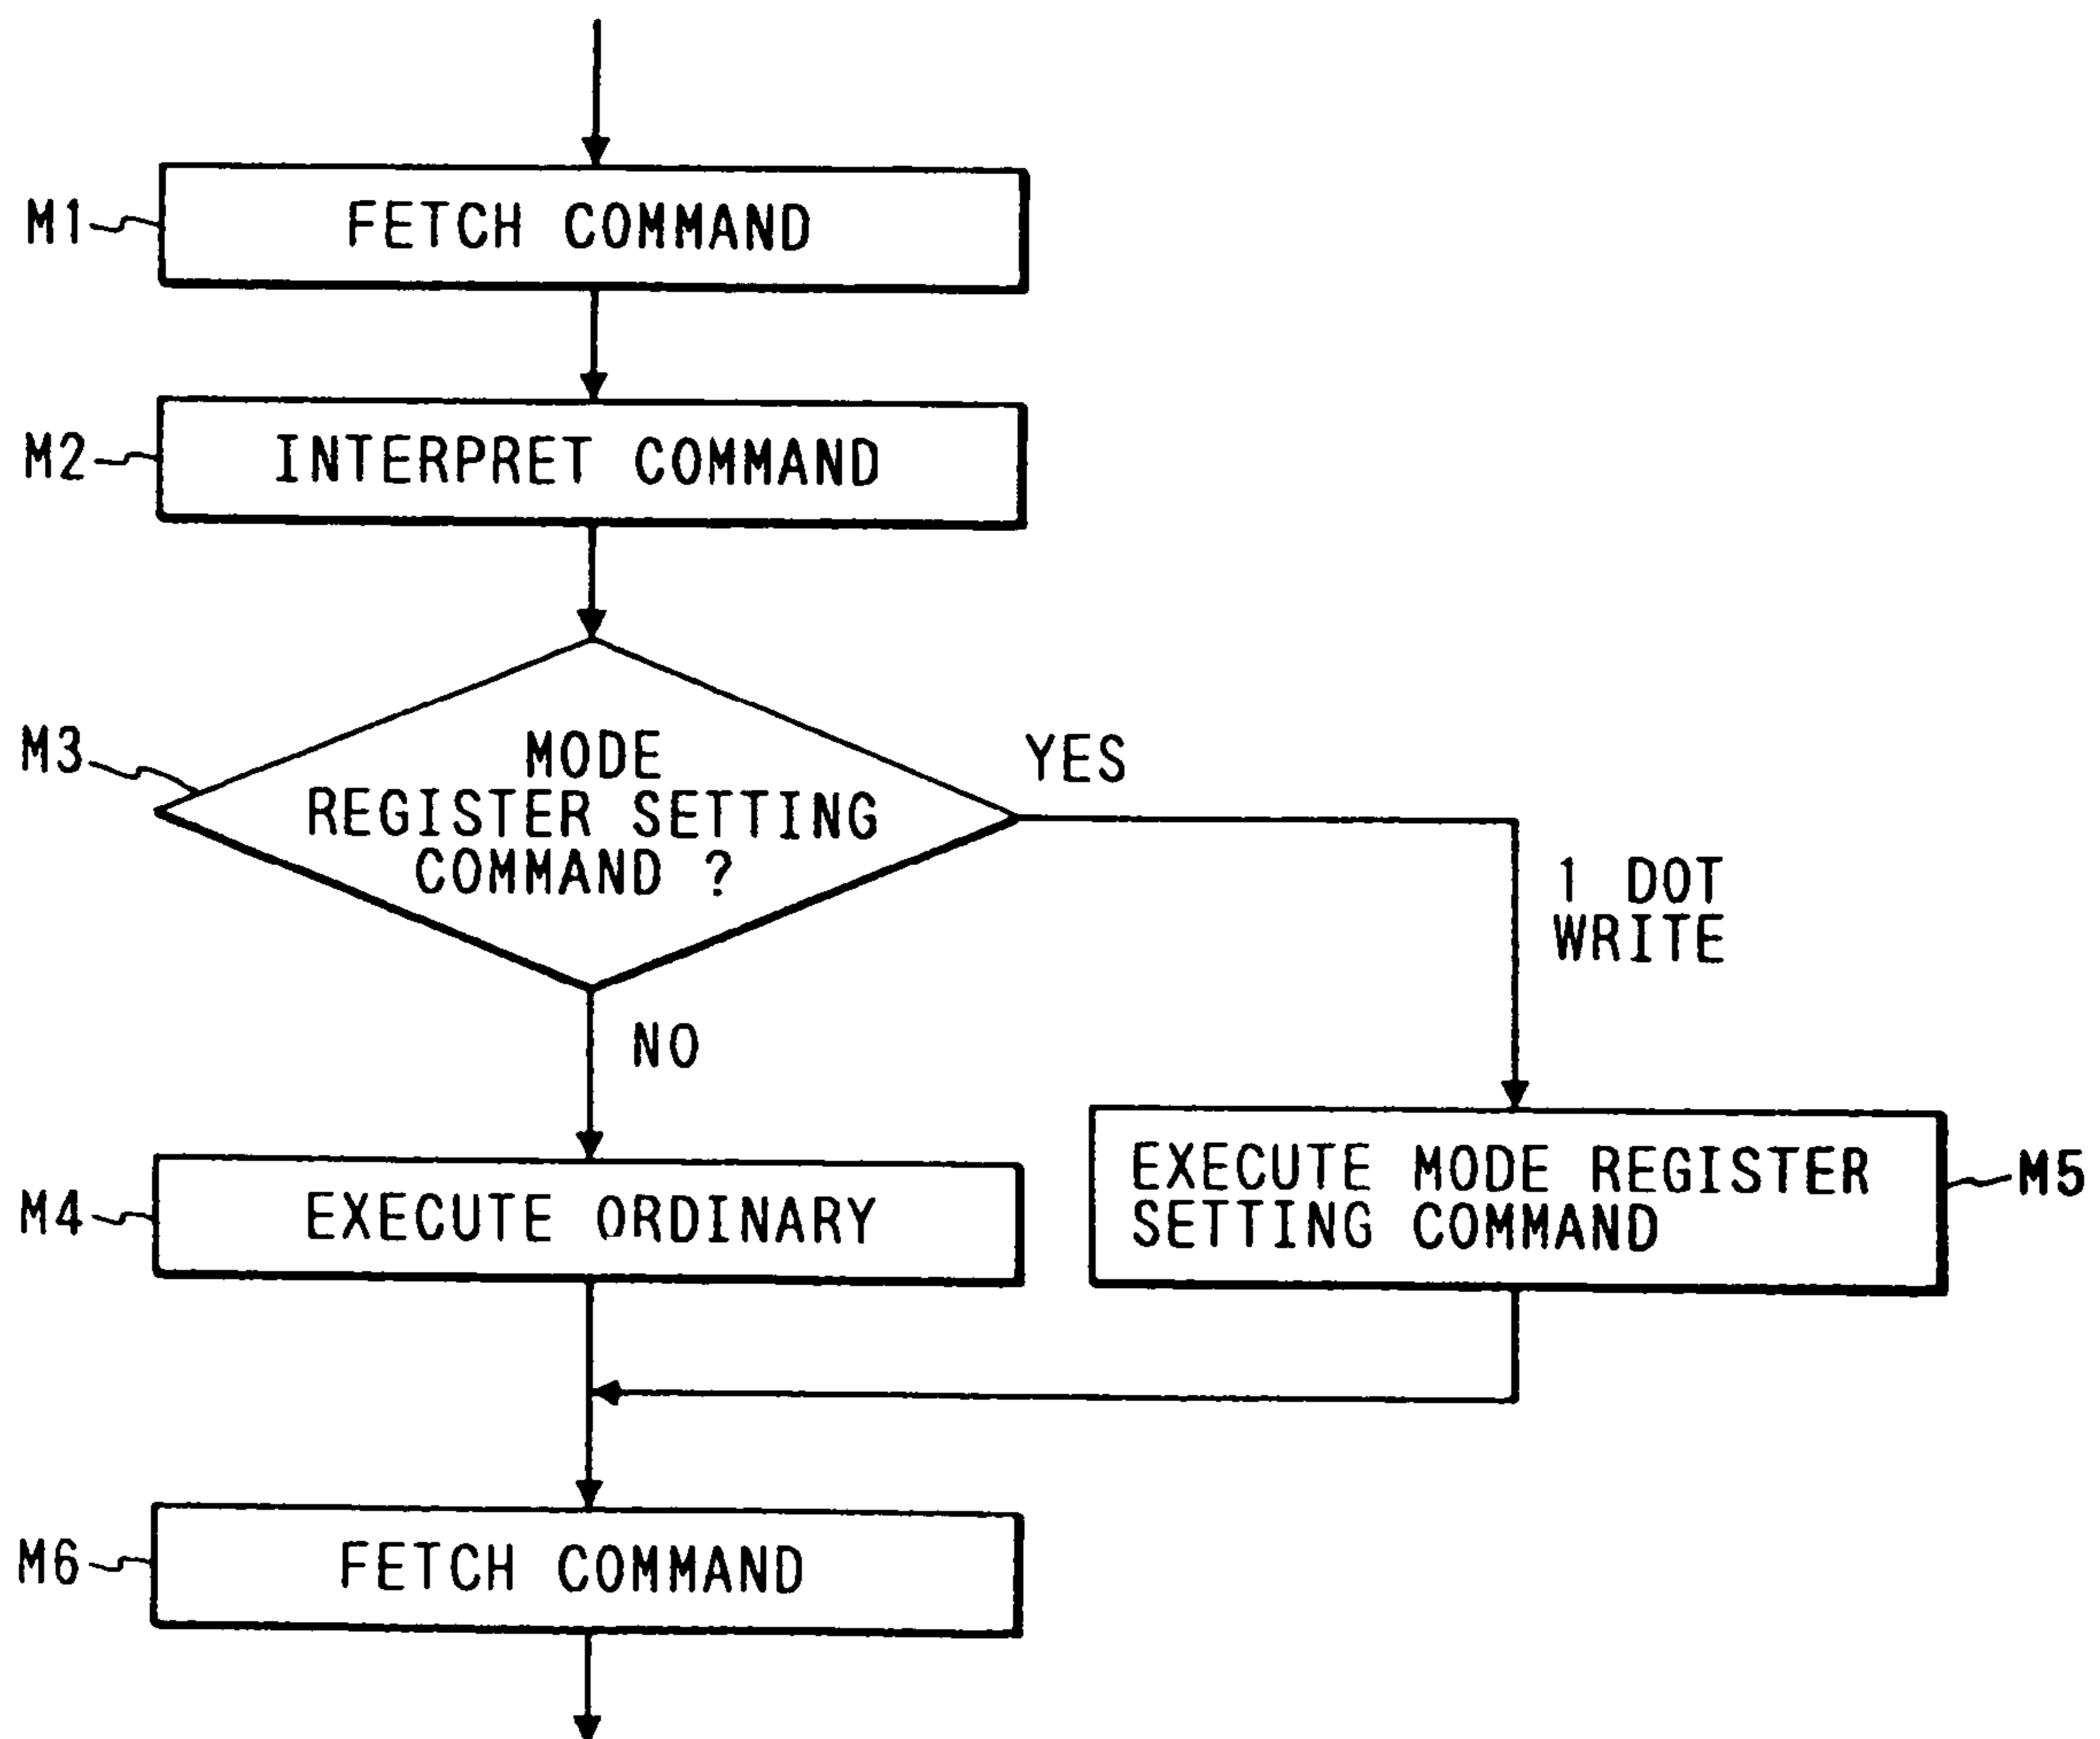 M1
FETCH COMMAND
M2
INTERPRET COMMAND
M3
MODE
REGISTER SETTING
COMMAND ?
YES
1 DOT
WRITE
NO
M4
EXECUTE ORDINARY
EXECUTE MODE REGISTER
SETTING COMMAND
M5
M6
FETCH COMMAND